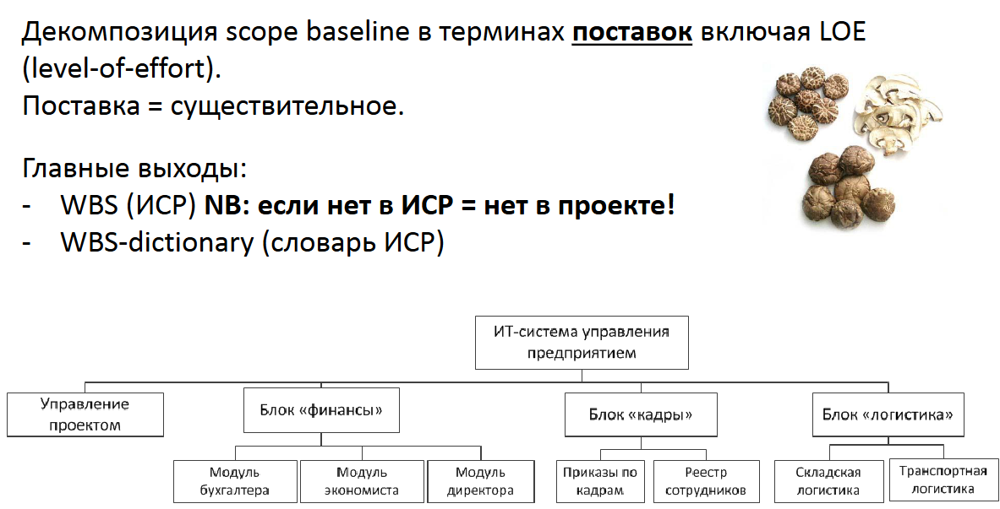 Декомпозиция scope baseline в терминах поставок включая LOE
(level-of-effort).
Поставка = существительное.
Главные выходы:
- WBS (ИСР) NB: если нет в ИСР = нет в проекте!
- WBS-dictionary (словарь ИСР)
ИТ-система управления
предприятием
Управление
проектом
Блок «финансы»
Блок «кадры»
Блок «логистика»
Модуль
бухгалтера
Модуль
экономиста
Модуль
директора
Приказы по
кадрам
Реестр
сотрудников
Складская
логистика
Транспортная
логистика